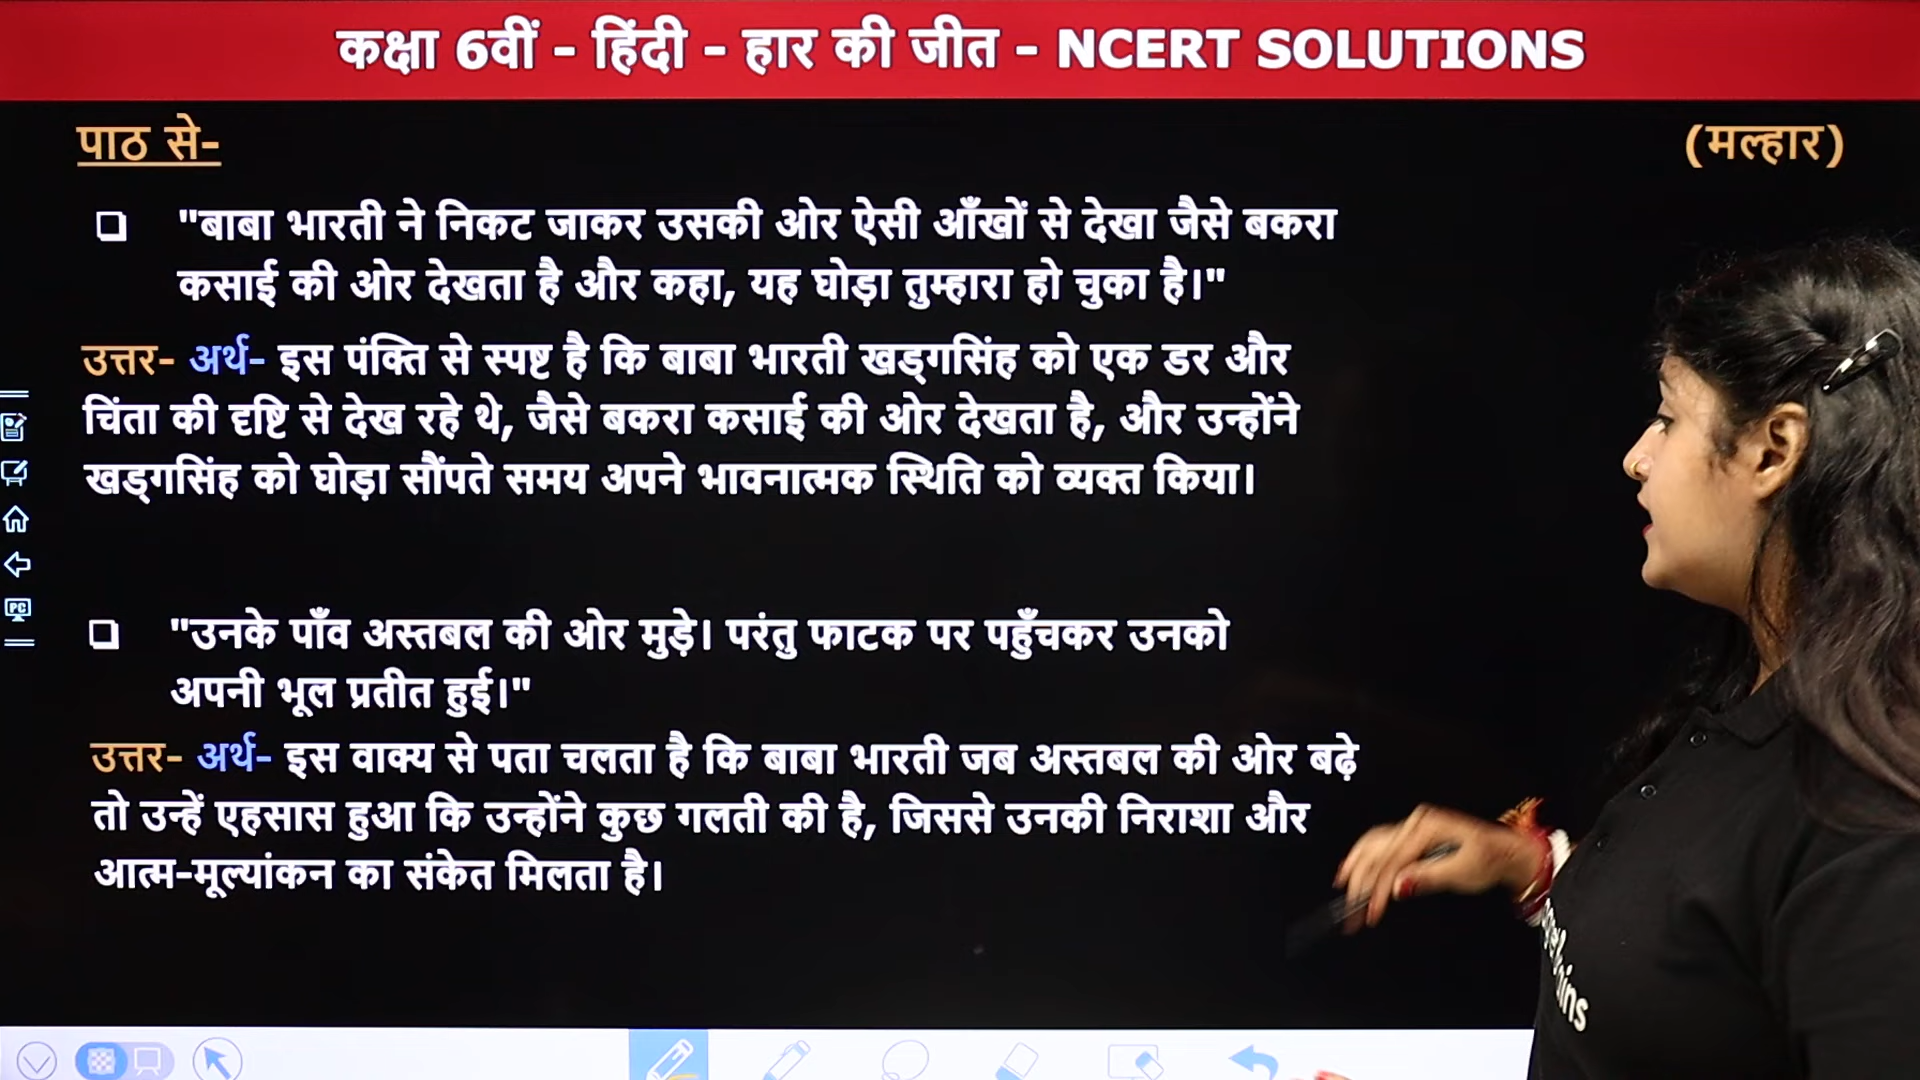 कक्षा 6वीं - हिंदी - हार की जीत - NCERT SOLUTIONS
पाठ से-
(मल्हार)
"बाबा भारती ने निकट जाकर उसकी ओर ऐसी आँखों से देखा जैसे बकरा
कसाई की ओर देखता है और कहा, यह घोड़ा तुम्हारा हो चुका है।"
उत्तर- अर्थ- इस पंक्ति से स्पष्ट है कि बाबा भारती खड्गसिंह को एक डर और
चिंता की दृष्टि से देख रहे थे, जैसे बकरा कसाई की ओर देखता है, और उन्होंने
खड्गसिंह को घोड़ा सौंपते समय अपने भावनात्मक स्थिति को व्यक्त किया।
"उनके पाँव अस्तबल की ओर मुड़े। परंतु फाटक पर पहुँचकर उनको
अपनी भूल प्रतीत हुई।"
उत्तर- अर्थ- इस वाक्य से पता चलता है कि बाबा भारती जब अस्तबल की ओर बढ़े
तो उन्हें एहसास हुआ कि उन्होंने कुछ गलती की है, जिससे उनकी निराशा और
आत्म-मूल्यांकन का संकेत मिलता है।
PC